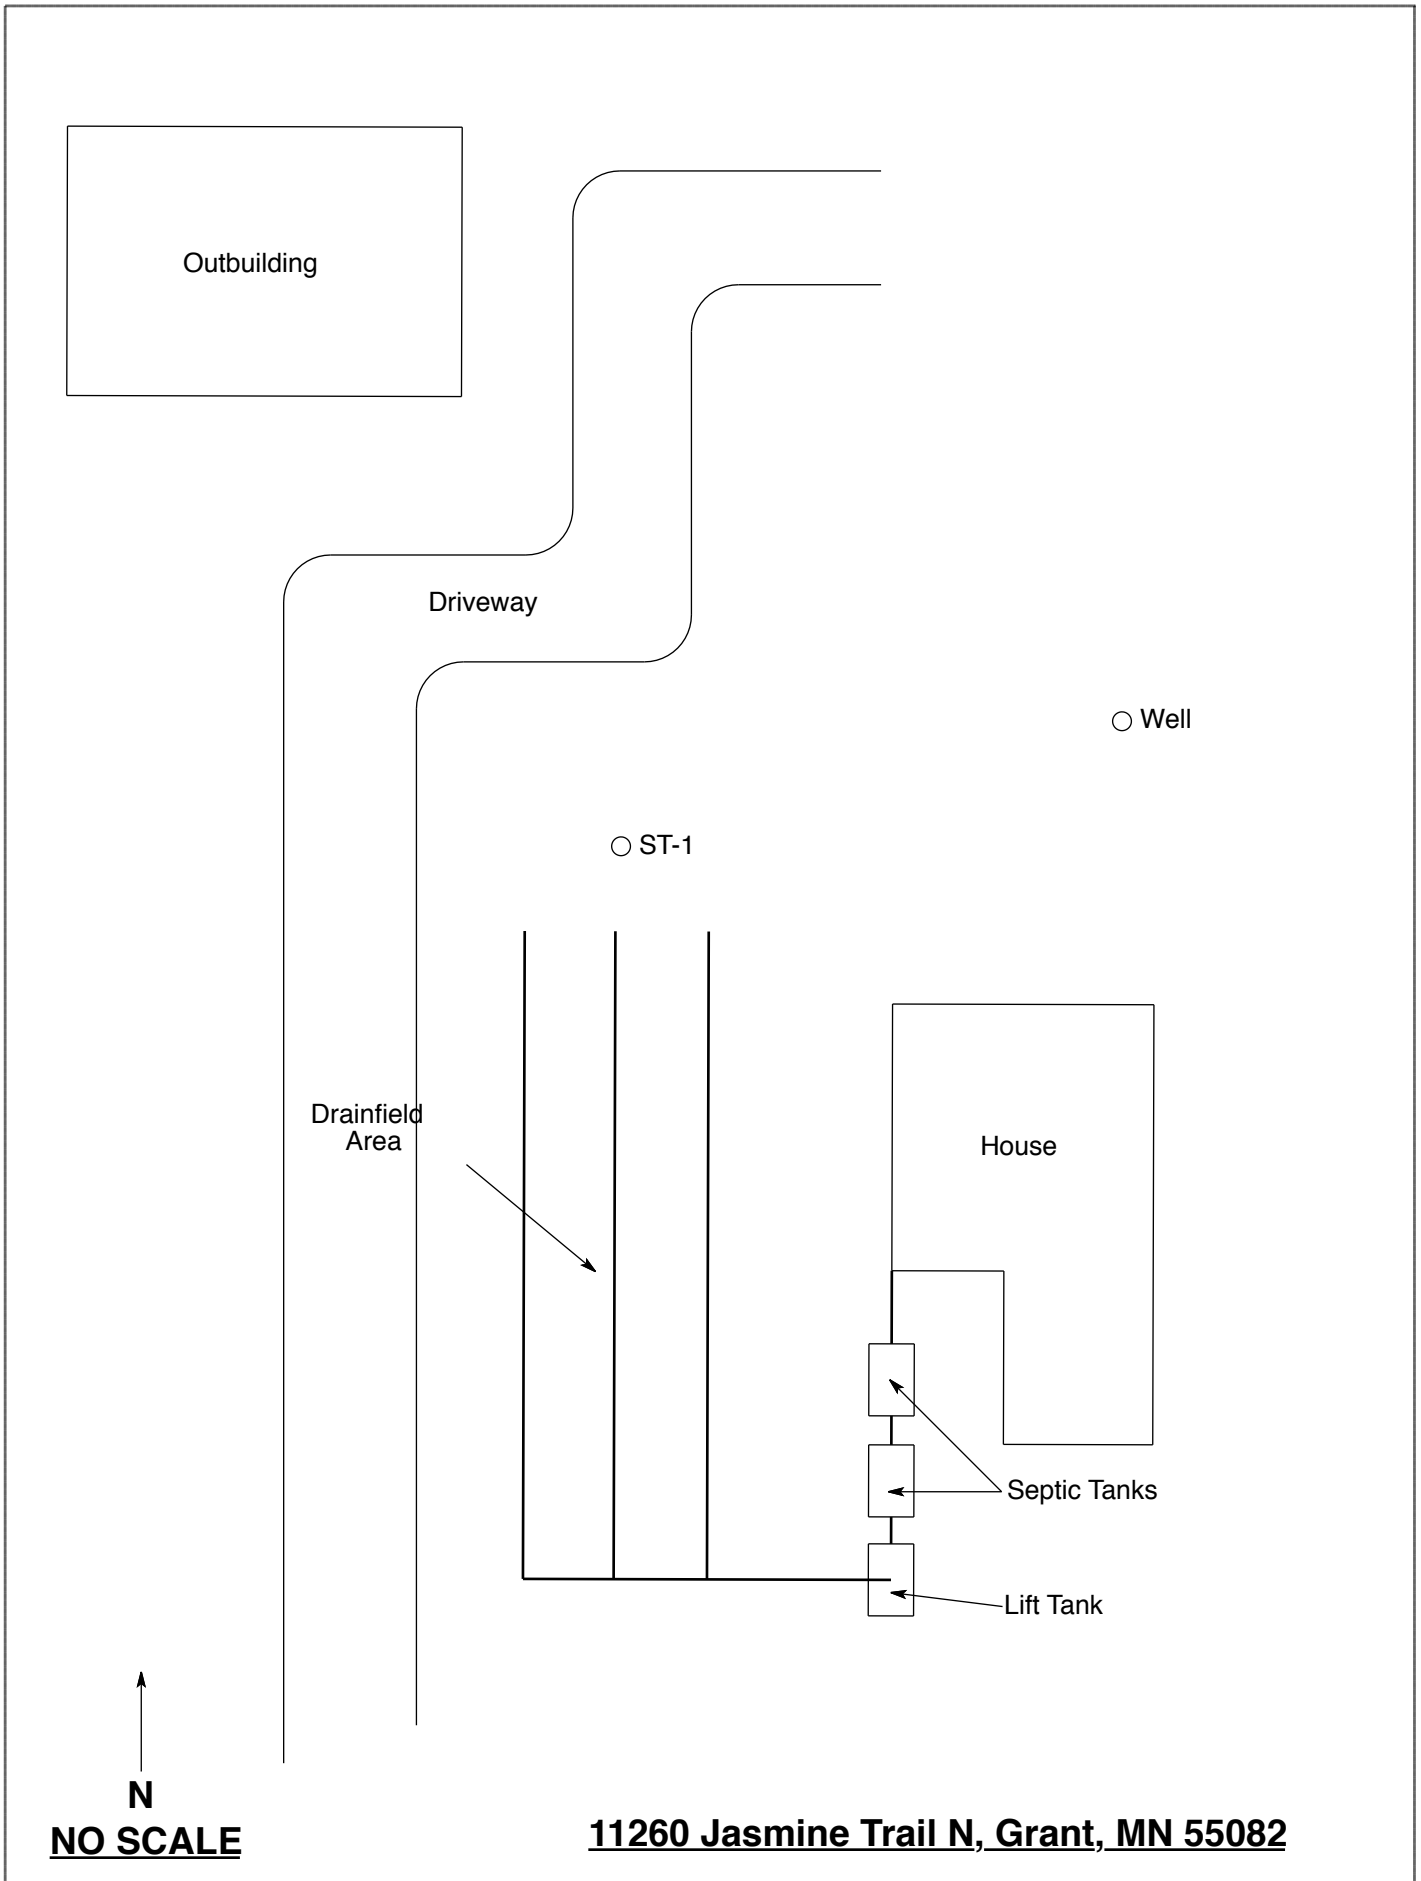 Outbuilding
Driveway
Well
ST-1
Drainfield
Area
House
Septic Tanks
Lift Tank
N
NO SCALE
11260 Jasmine Trail N, Grant, MN 55082